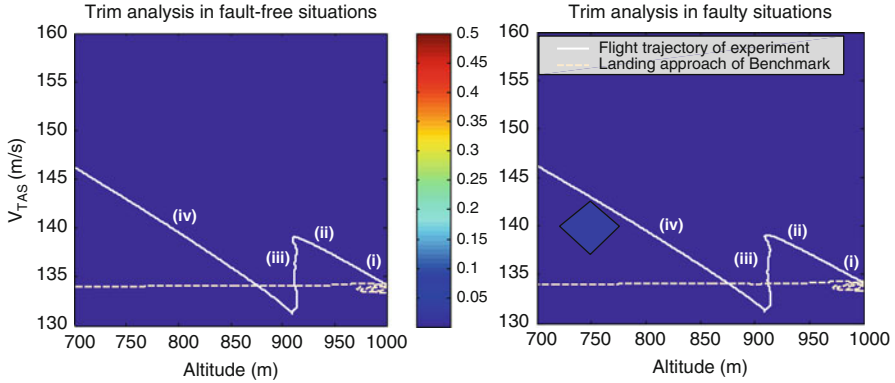 Trim analysis in fault-free situations
160
155
150
145
140
135
130
V_TAS (m/s)
(iv)
(iii)
(ii)
(i)
700 750 800 850 900 950 1000
Altitude (m)
0.5
0.45
0.4
0.35
0.3
0.25
0.2
0.15
0.1
0.05
Trim analysis in faulty situations
Flight trajectory of experiment
Landing approach of Benchmark
160
155
150
145
140
135
130
(iv)
(iii)
(ii)
(i)
700 750 800 850 900 950 1000
Altitude (m)